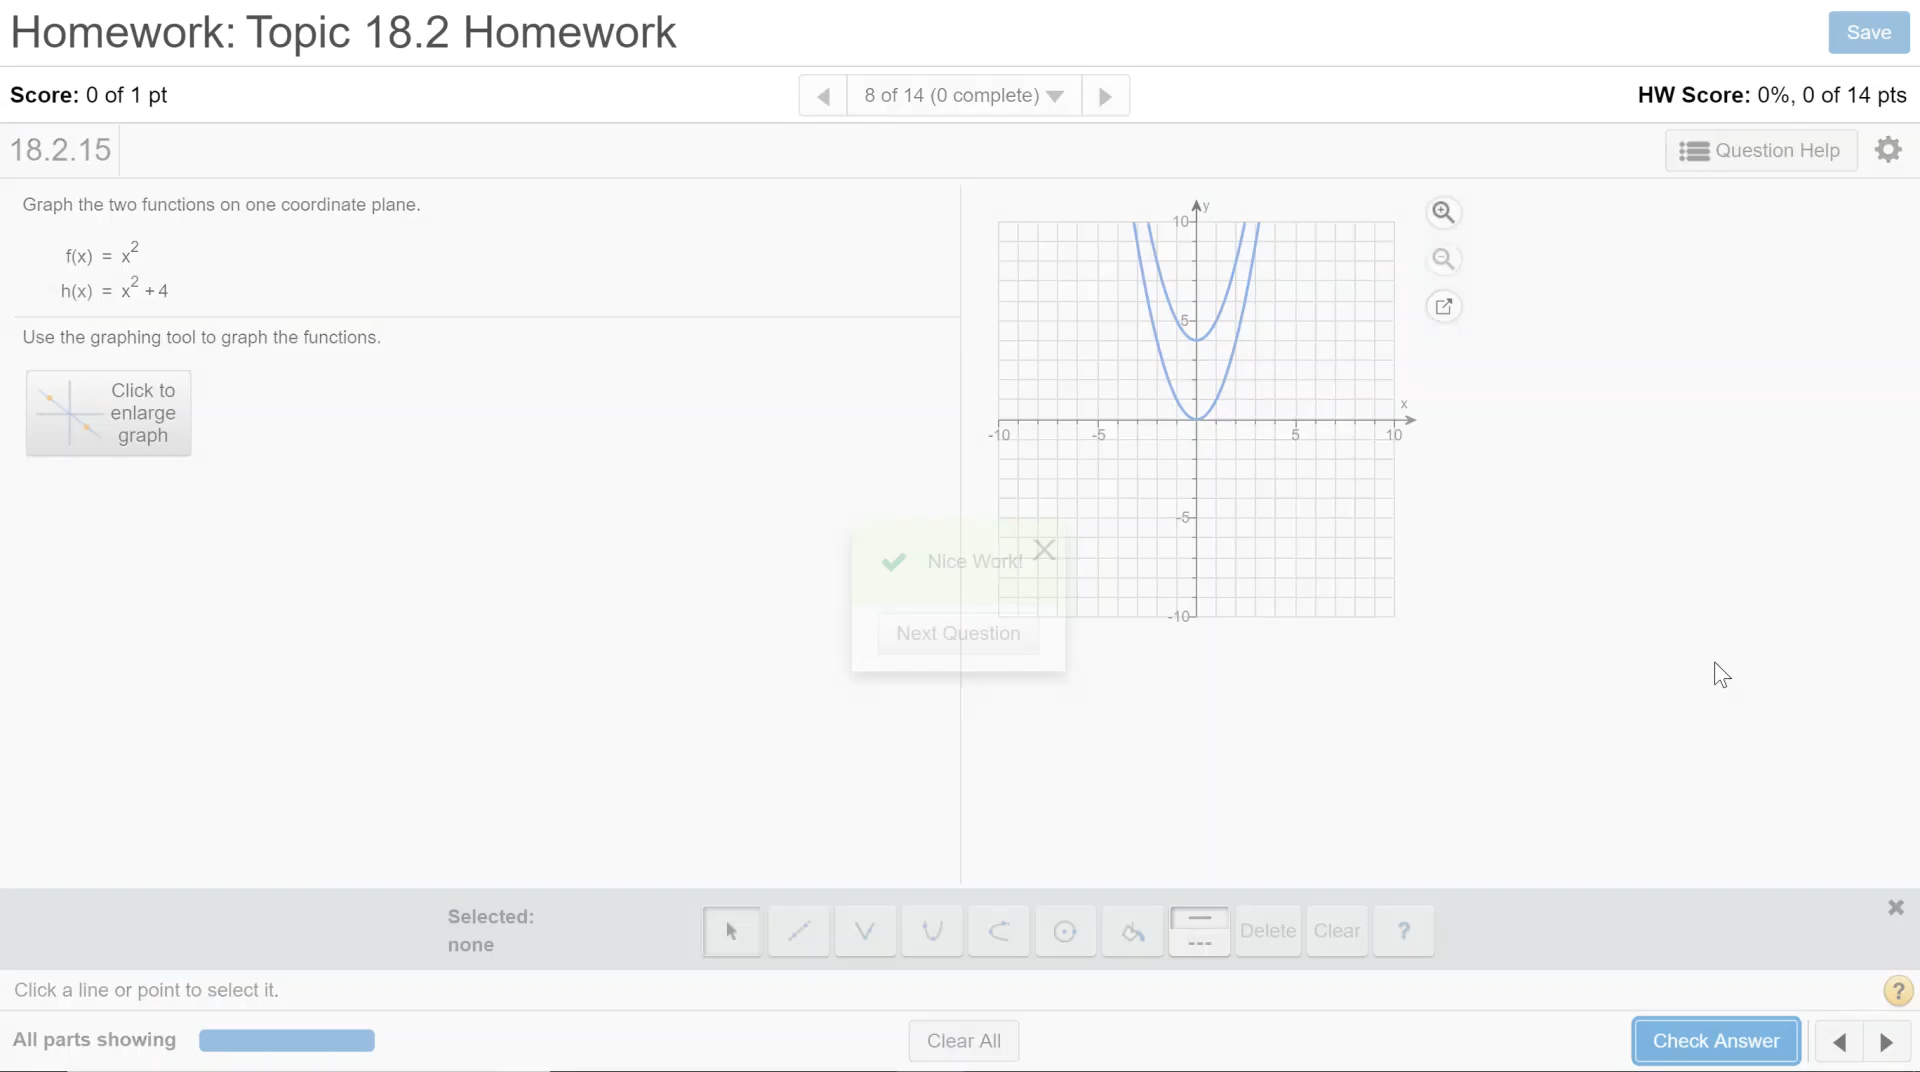 Homework: Topic 18.2 Homework
Save
Score: 0 of 1 pt
8 of 14 (0 complete)
HW Score: 0%, 0 of 14 pts
18.2.15
Question Help
Graph the two functions on one coordinate plane.
f(x) = x²
h(x) = x² + 4
Use the graphing tool to graph the functions.
Click to
enlarge
graph
y
10
5
x
-10
-5
5
10
-5
-10
Nice Work!
Next Question
Selected:
none
Delete
Clear
?
Click a line or point to select it.
?
All parts showing
Clear All
Check Answer